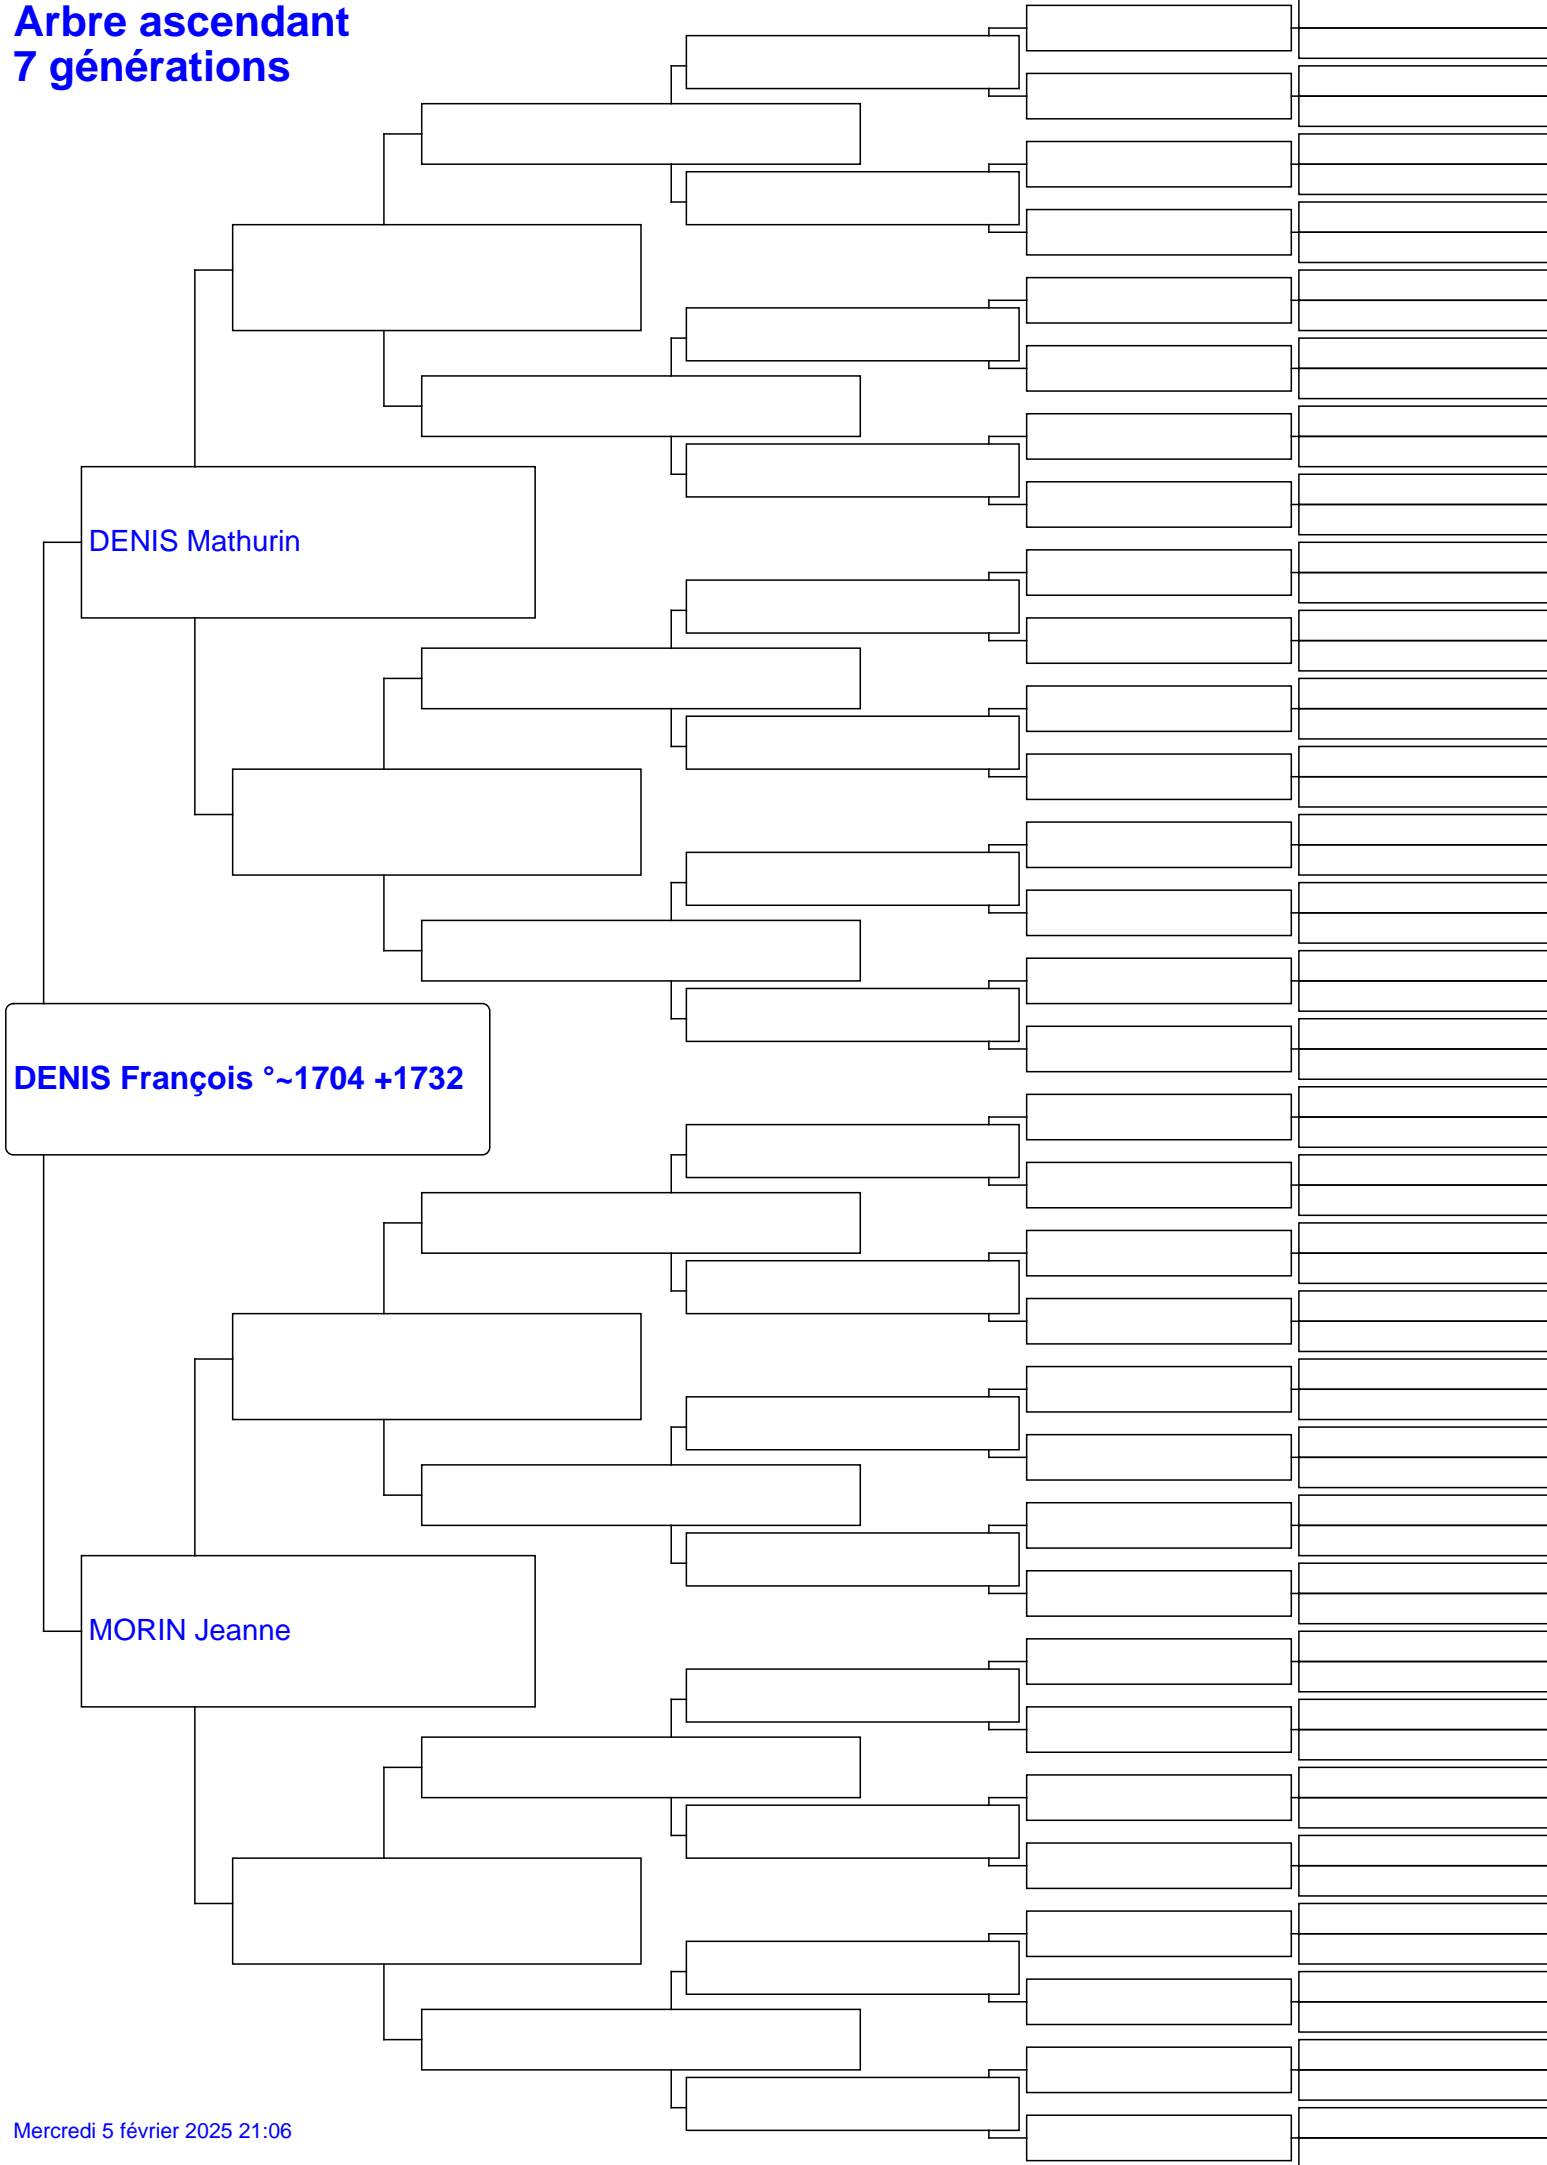 Arbre ascendant
7 générations
DENIS Mathurin
DENIS François °~1704 +1732
MORIN Jeanne
Mercredi 5 février 2025 21:06